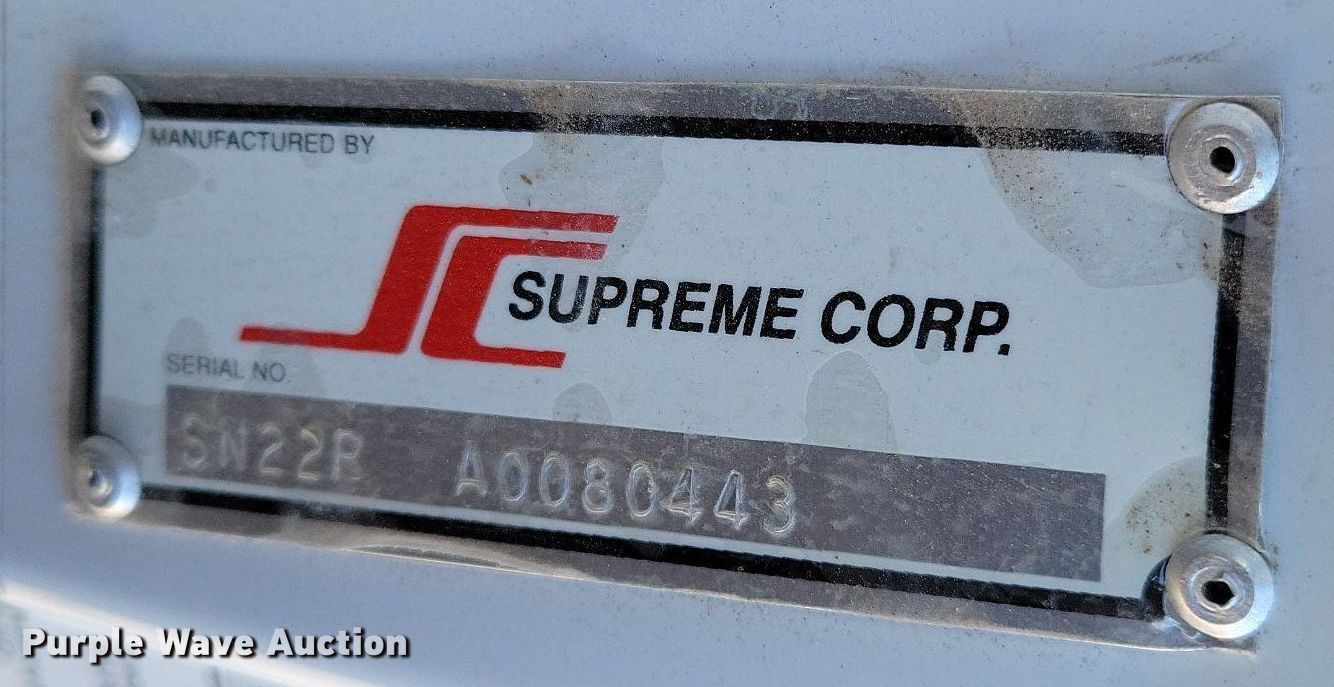 MANUFACTURED BY
SUPREME CORP.
SERIAL NO.
SN22R A0080443
Purple Wave Auction